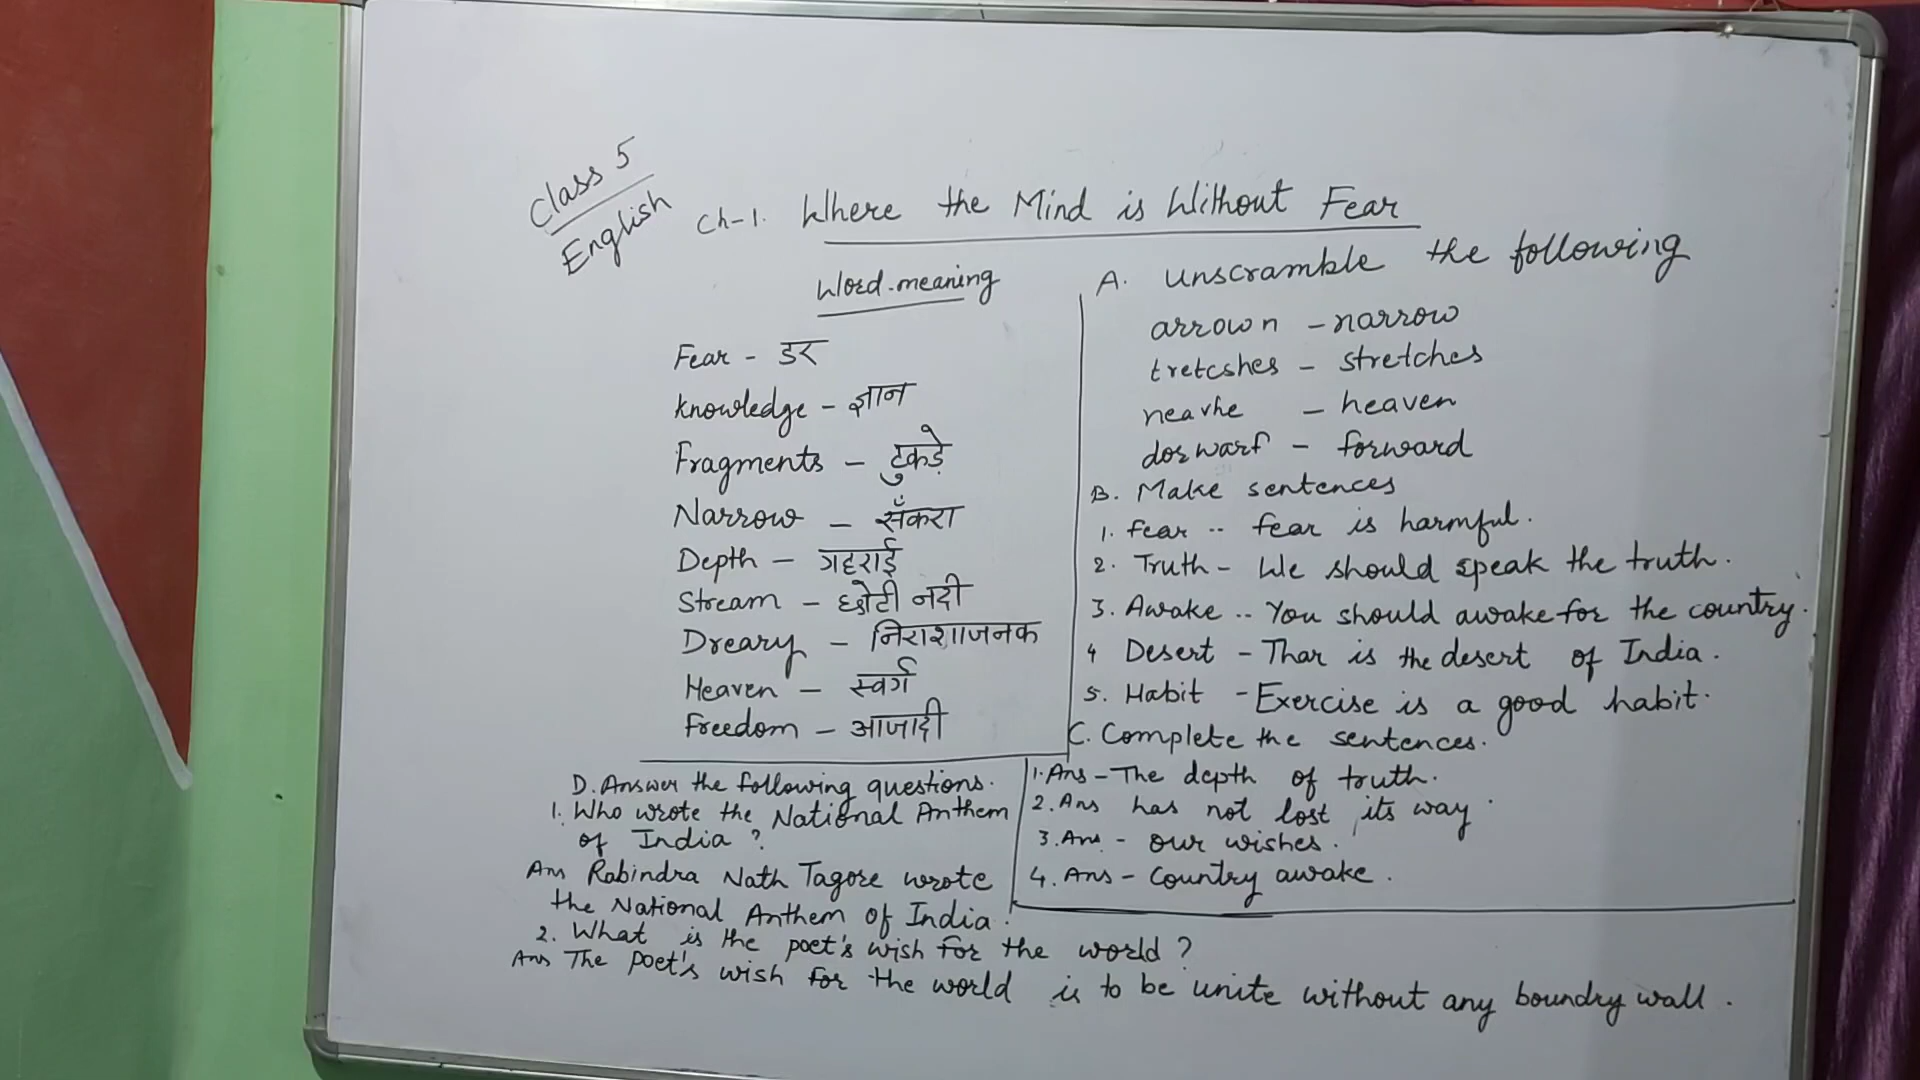 Class 5
English
Ch-1. Where the Mind is Without Fear
Word-meaning
Fear - डर
Knowledge - ज्ञान
Fragments - टुकड़े
Narrow - सँकरा
Depth - गहराई
Stream - छोटी नदी
Dreary - निराशाजनक
Heaven - स्वर्ग
Freedom - आजादी
A. Unscramble the following
arrown - narrow
tretcshes - stretches
neavhe - heaven
dorwarf - forward
B. Make sentences
1. fear .. fear is harmful.
2. Truth - We should speak the truth.
3. Awake .. You should awake for the country.
4 Desert - Thar is the desert of India.
5. Habit - Exercise is a good habit.
C. Complete the sentences.
1. Ans - The depth of truth.
2. Ans has not lost its way.
3. Ans - our wishes.
4. Ans - Country awake.
D. Answer the following questions.
1. Who wrote the National Anthem
of India?
Ans Rabindra Nath Tagore wrote
the National Anthem of India.
2. What is the poet's wish for the world?
Ans The Poet's wish for the world is to be unite without any boundry wall.